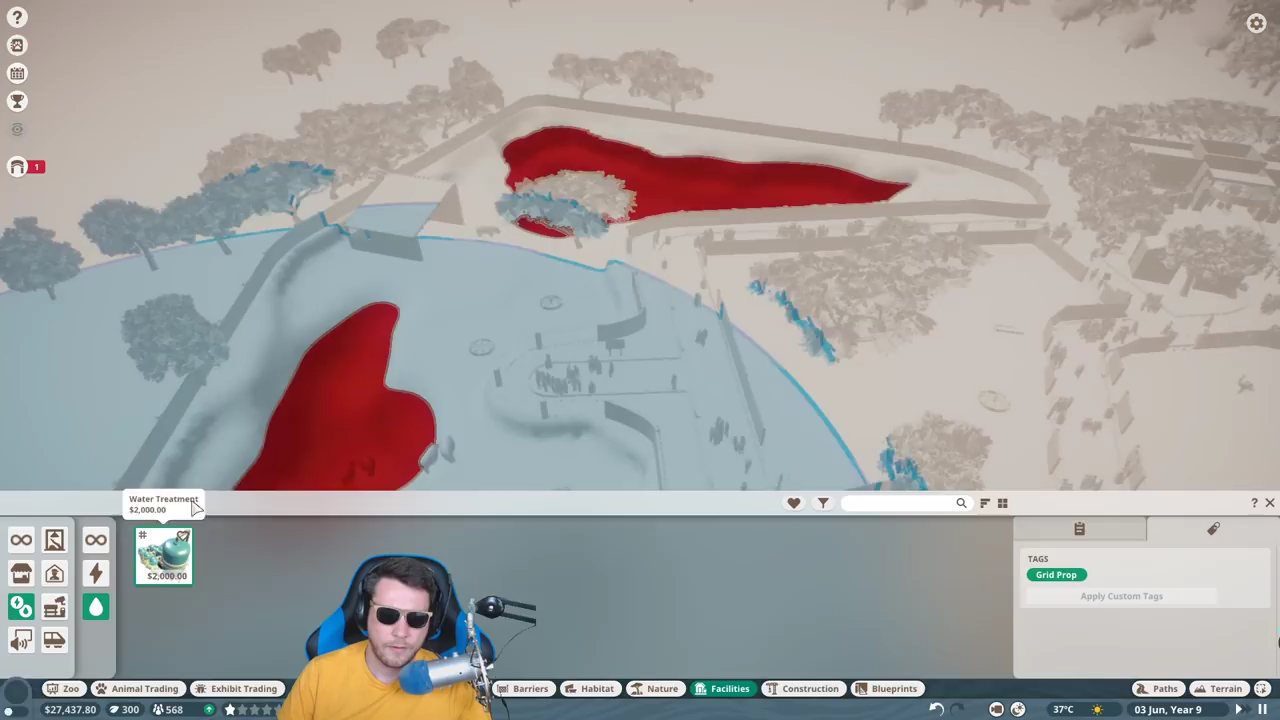 ?
1
Water Treatment
$2,000.00
?
$2,000.00
TAGS
Grid Prop
Apply Custom Tags
Zoo
Animal Trading
Exhibit Trading
Barriers
Habitat
Nature
Facilities
Construction
Blueprints
Paths
Terrain
$27,437.80
300
568
37°C
03 Jun, Year 9